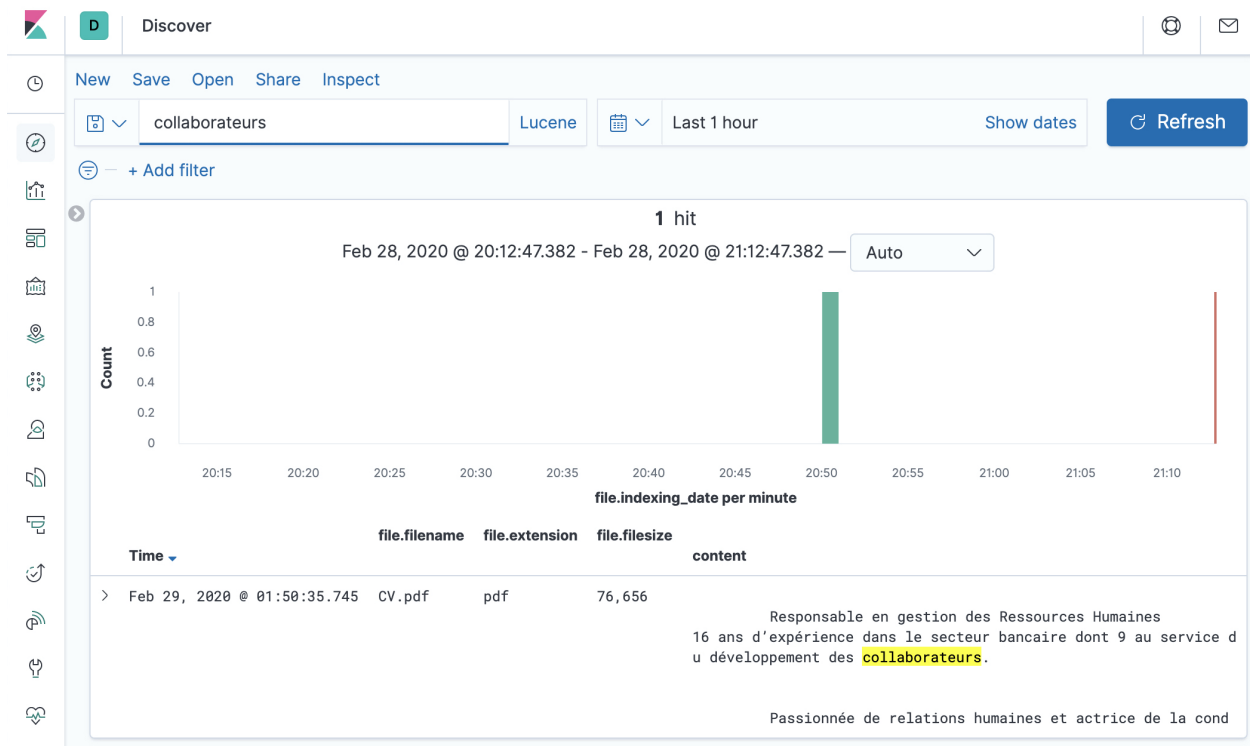 D Discover
New Save Open Share Inspect
collaborateurs Lucene Last 1 hour Show dates Refresh
+ Add filter
1 hit
Feb 28, 2020 @ 20:12:47.382 - Feb 28, 2020 @ 21:12:47.382 — Auto
1
0.8
0.6
0.4
0.2
0
Count
20:15 20:20 20:25 20:30 20:35 20:40 20:45 20:50 20:55 21:00 21:05 21:10
file.indexing_date per minute
Time file.filename file.extension file.filesize content
Feb 29, 2020 @ 01:50:35.745 CV.pdf pdf 76,656
Responsable en gestion des Ressources Humaines
16 ans d’expérience dans le secteur bancaire dont 9 au service d
u développement des collaborateurs.
Passionnée de relations humaines et actrice de la cond